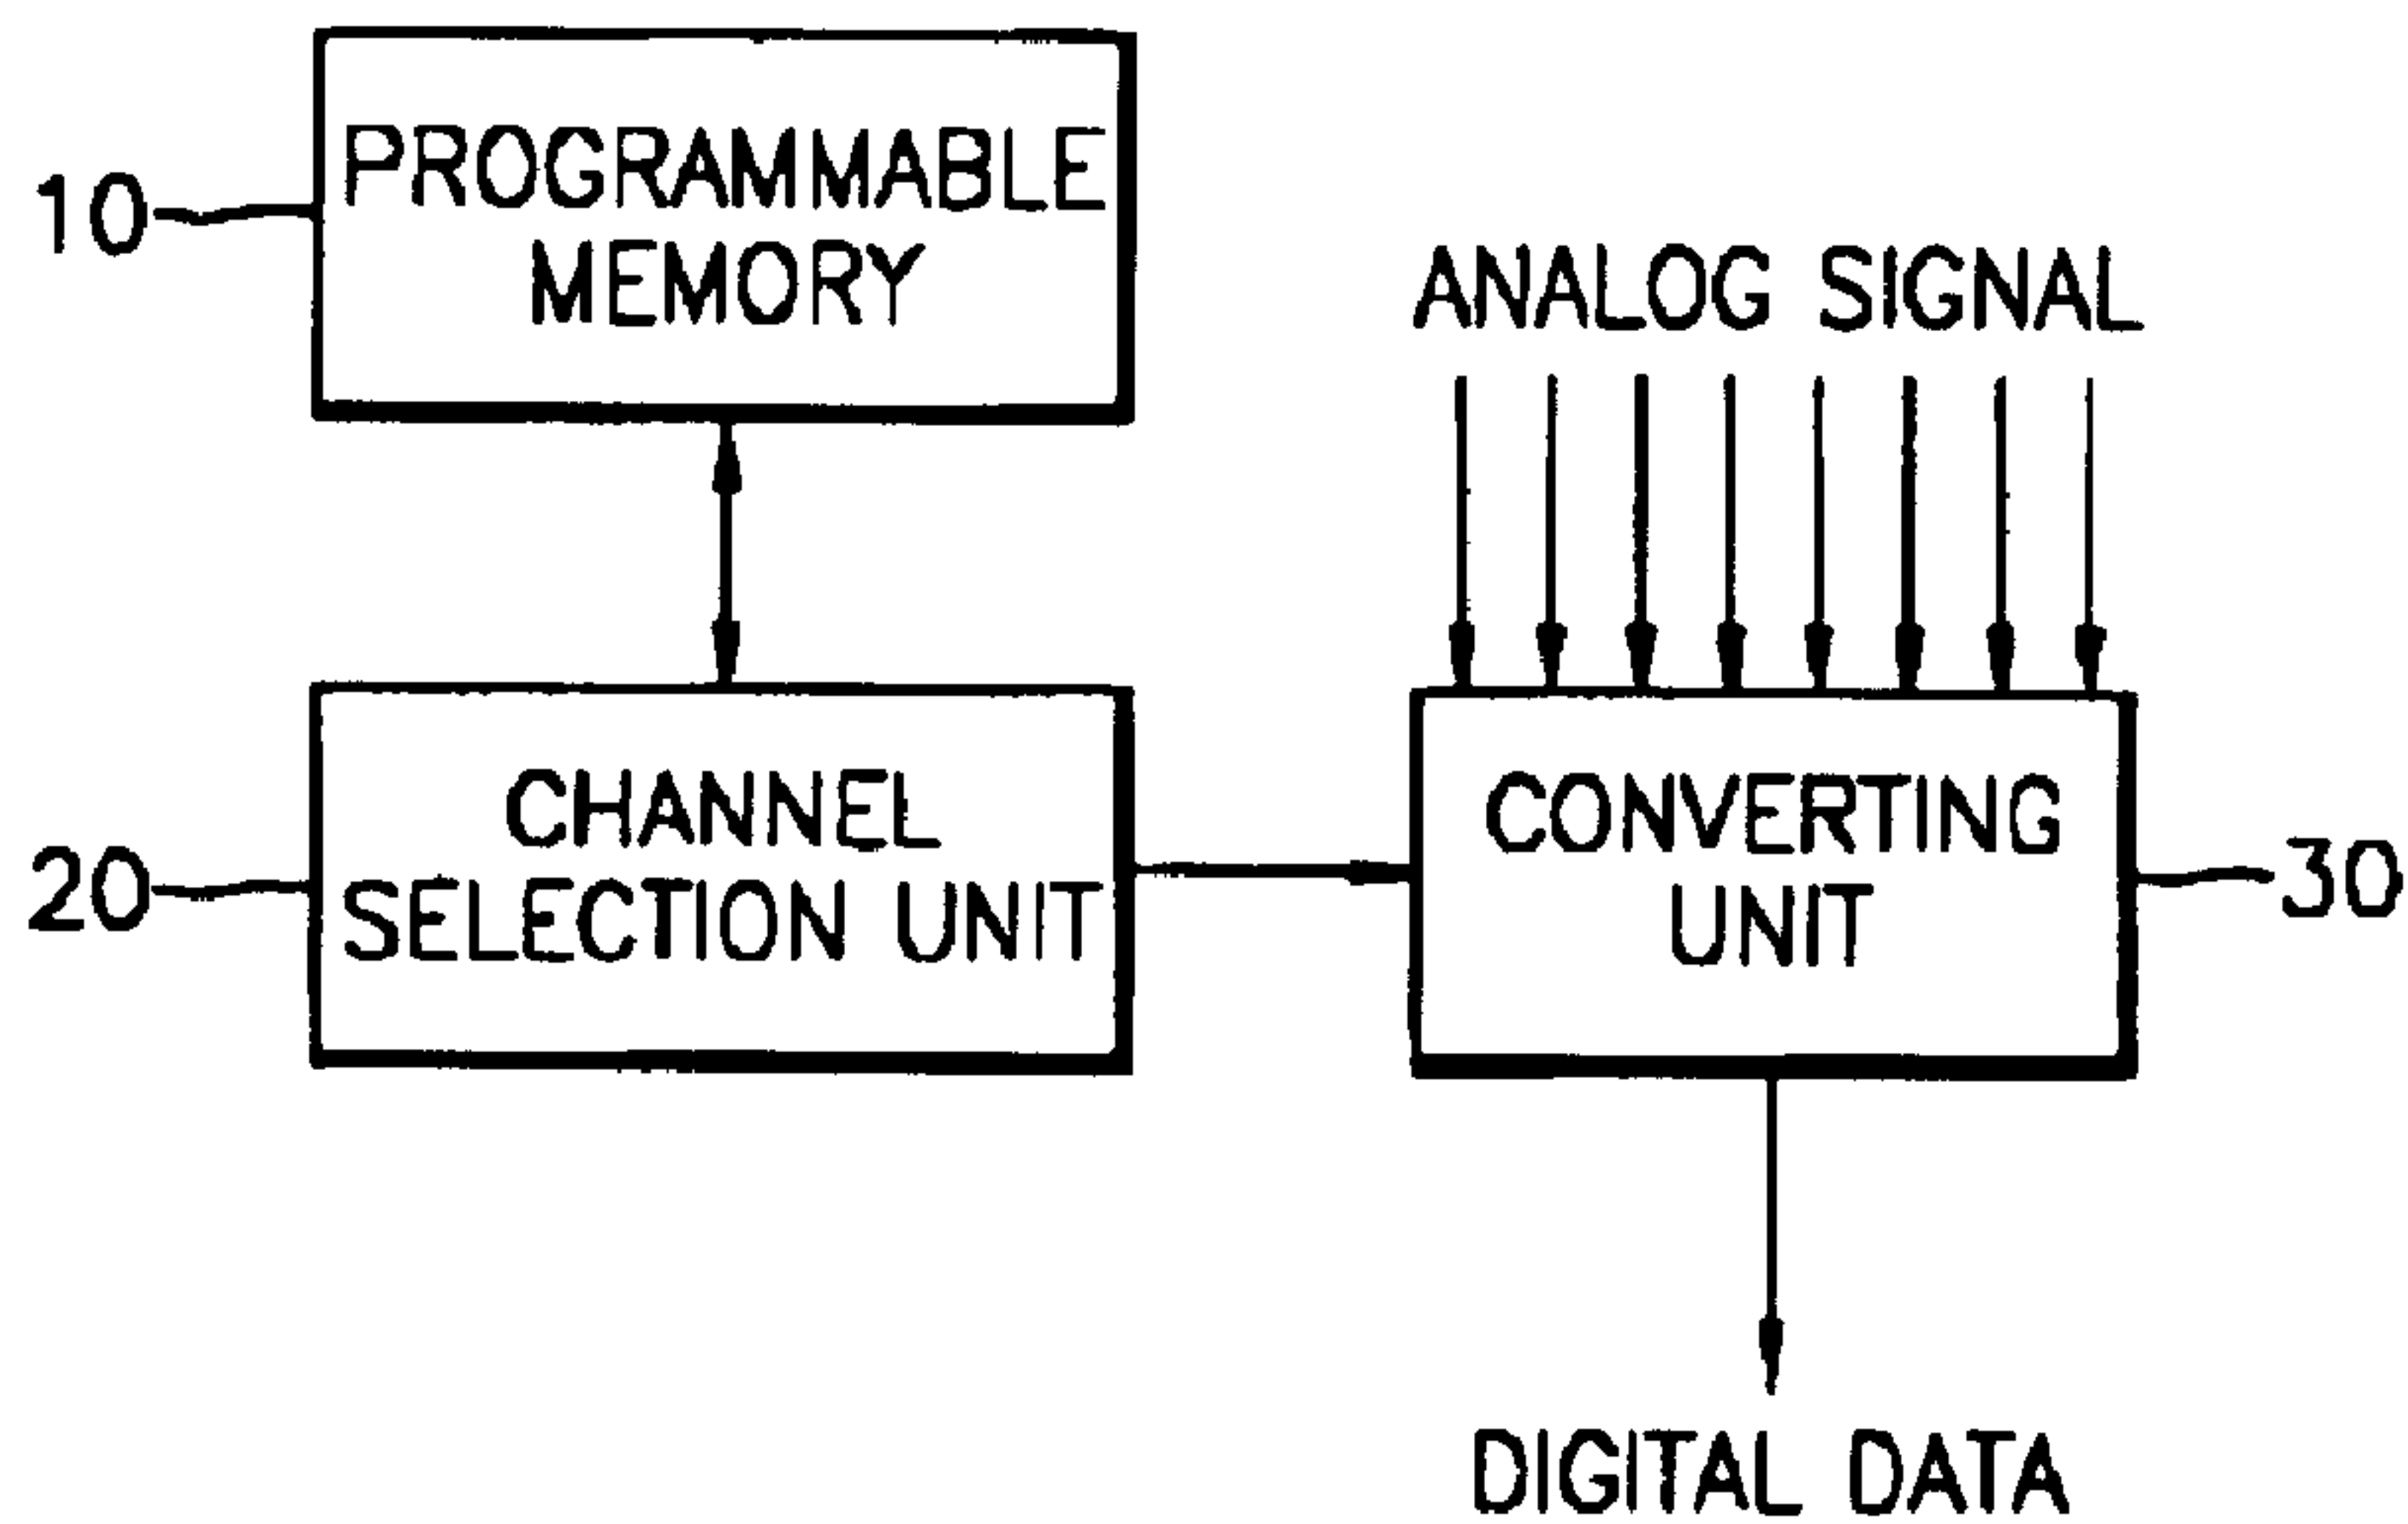 10
PROGRAMMABLE
MEMORY
ANALOG SIGNAL
20
CHANNEL
SELECTION UNIT
CONVERTING
UNIT
30
DIGITAL DATA